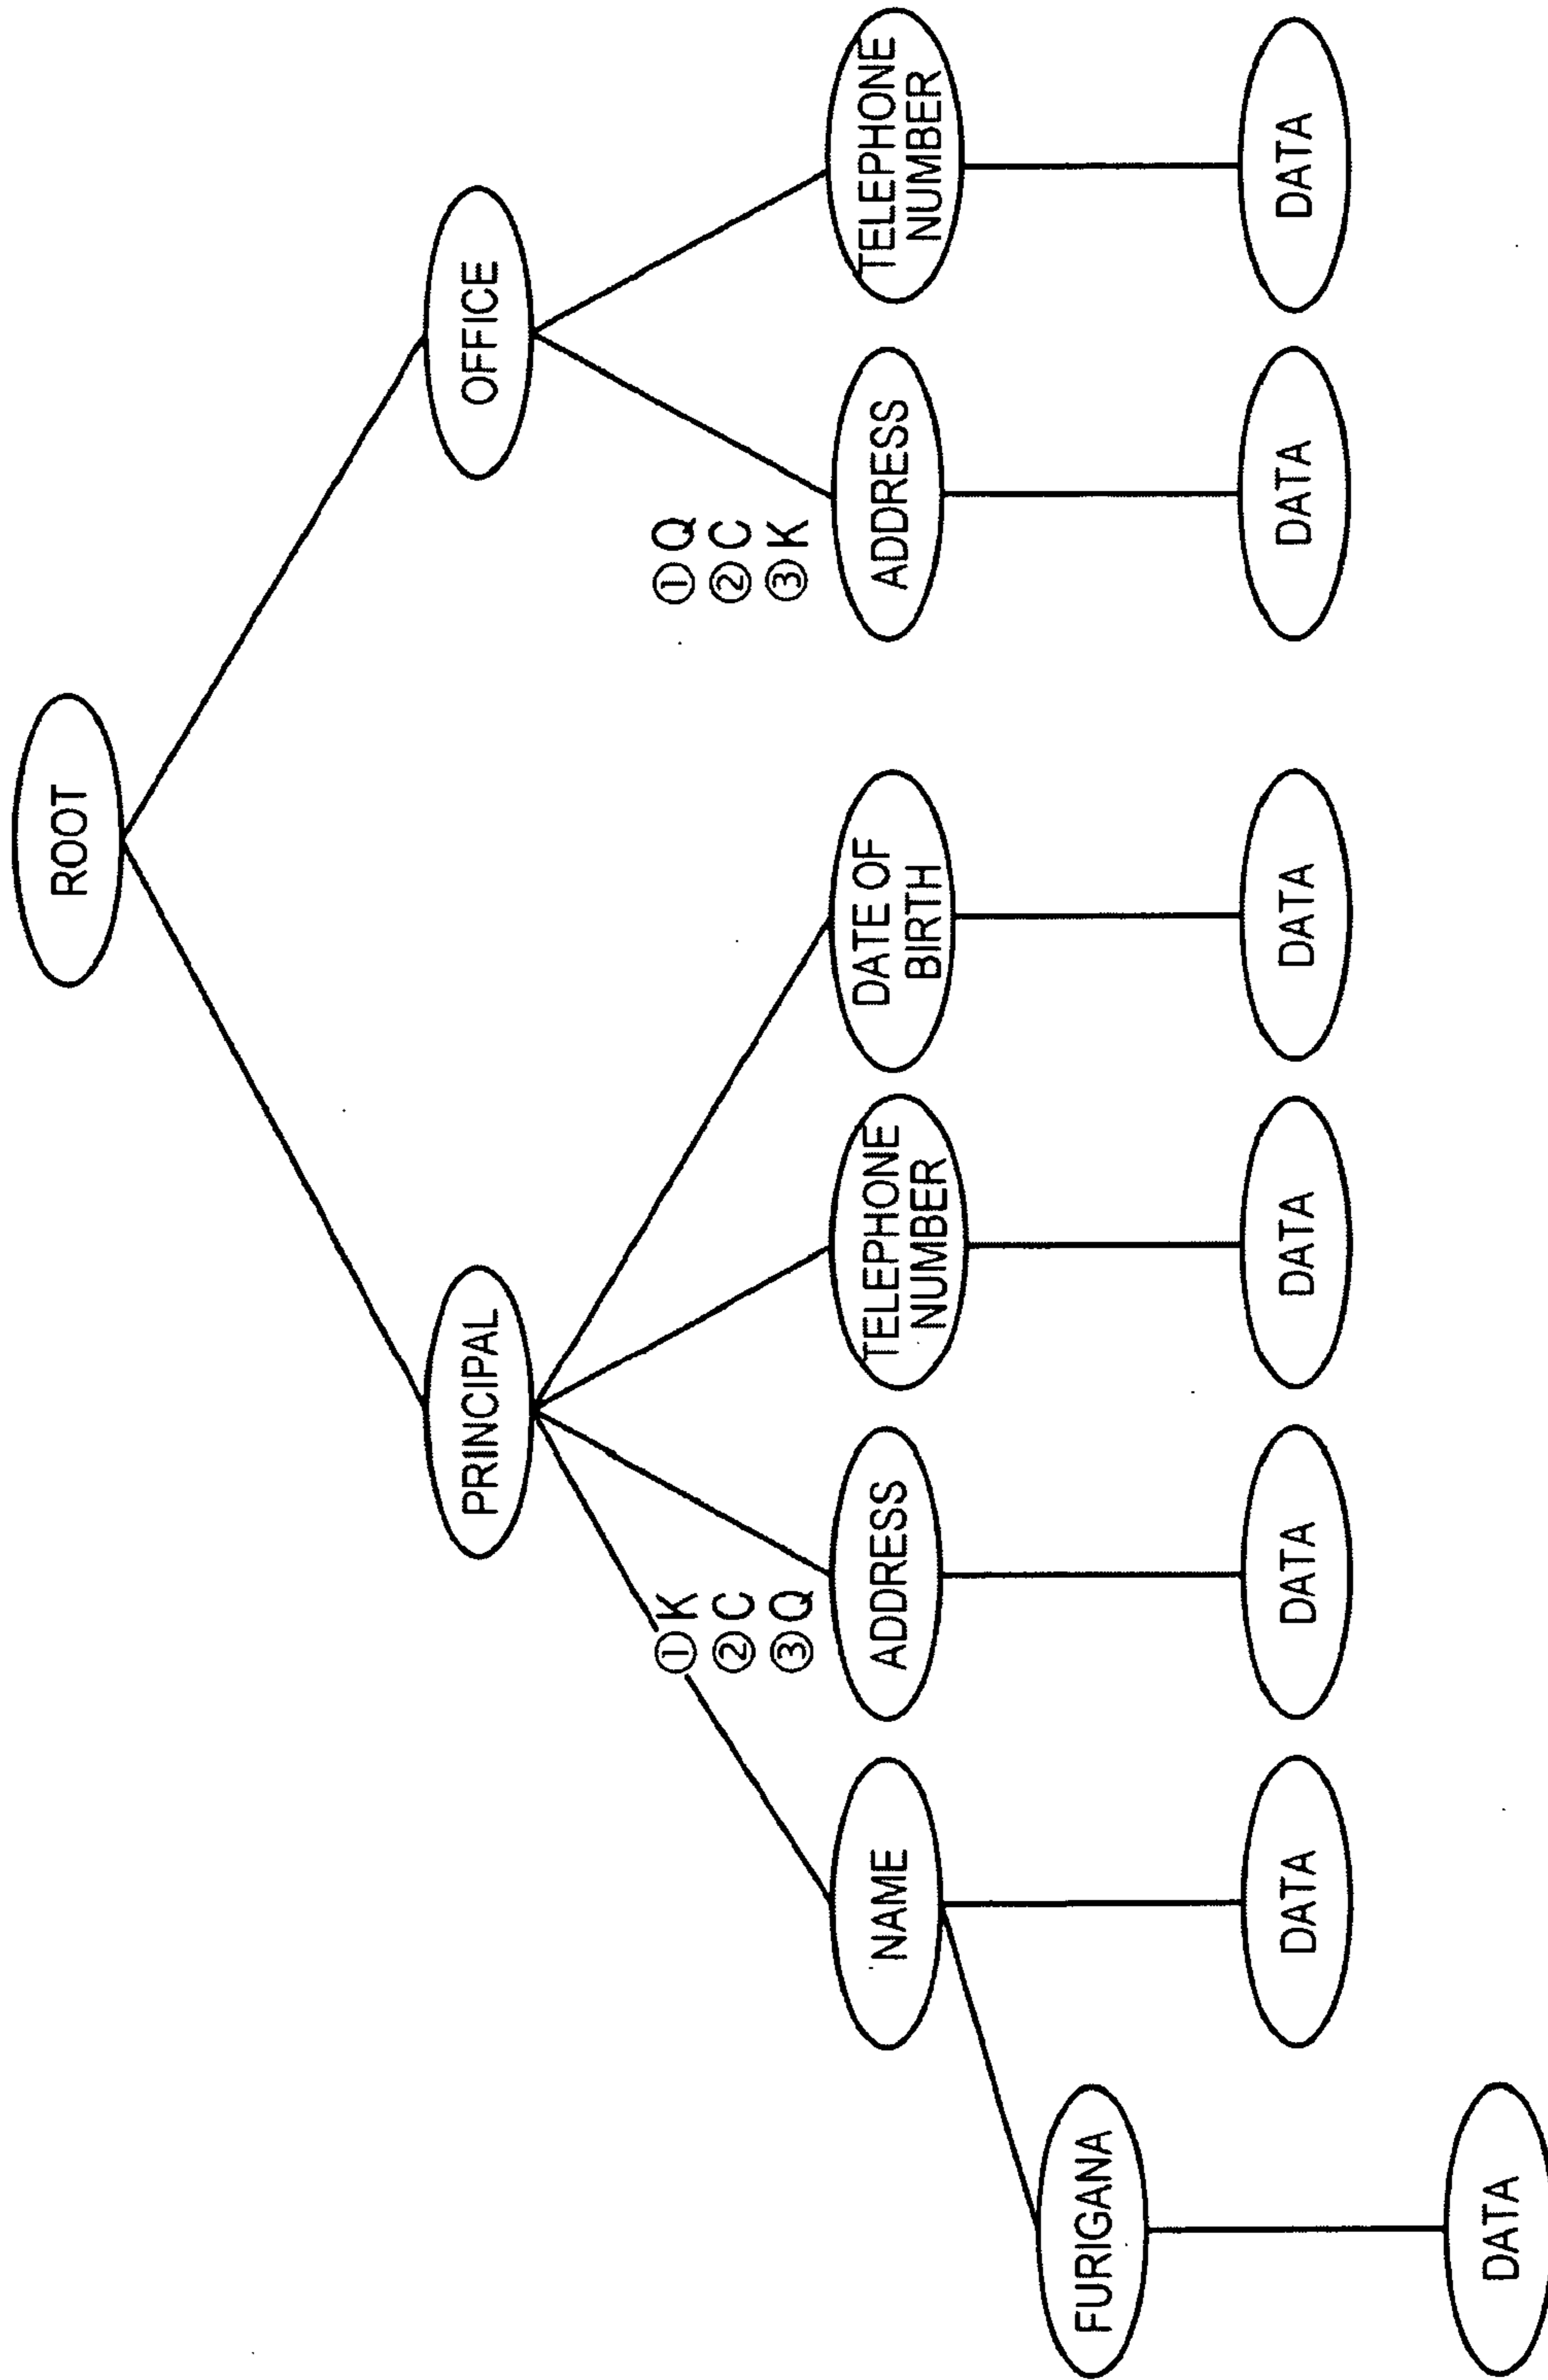 ROOT
PRINCIPAL
OFFICE
①K
②C
③Q
①Q
②C
③K
NAME
ADDRESS
TELEPHONE
NUMBER
DATE OF
BIRTH
ADDRESS
TELEPHONE
NUMBER
FURIGANA
DATA
DATA
DATA
DATA
DATA
DATA
DATA